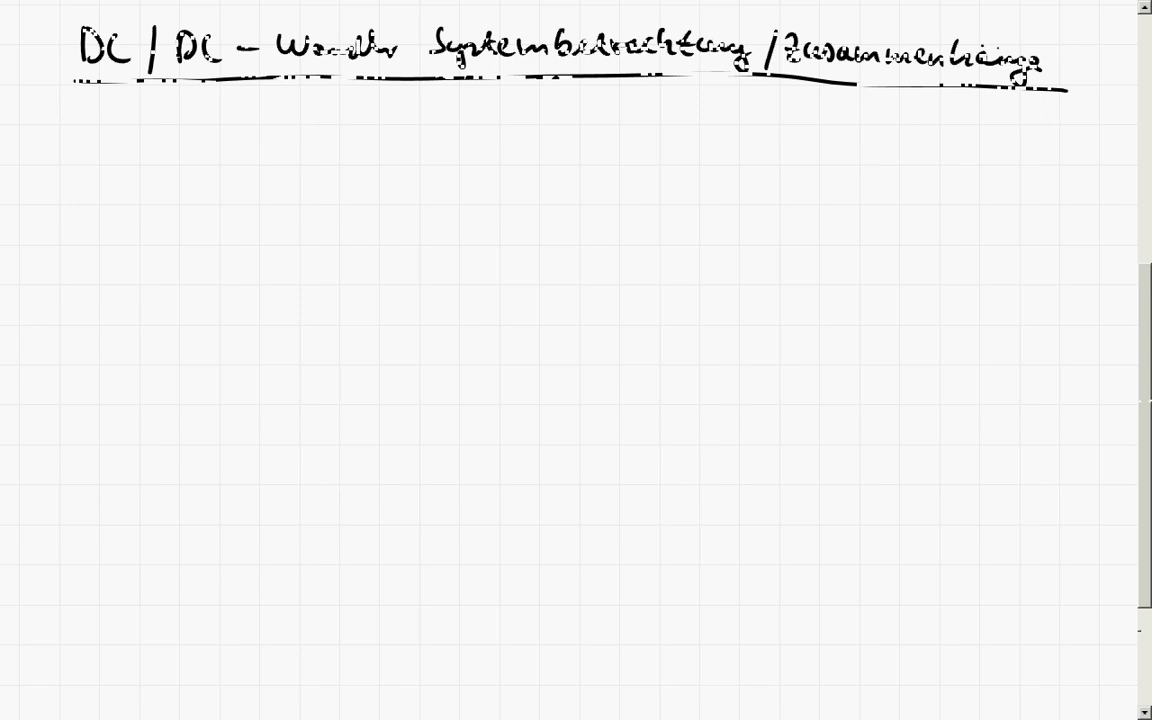 DC / DC - Wandler Systembetrachtung / Zusammenhänge